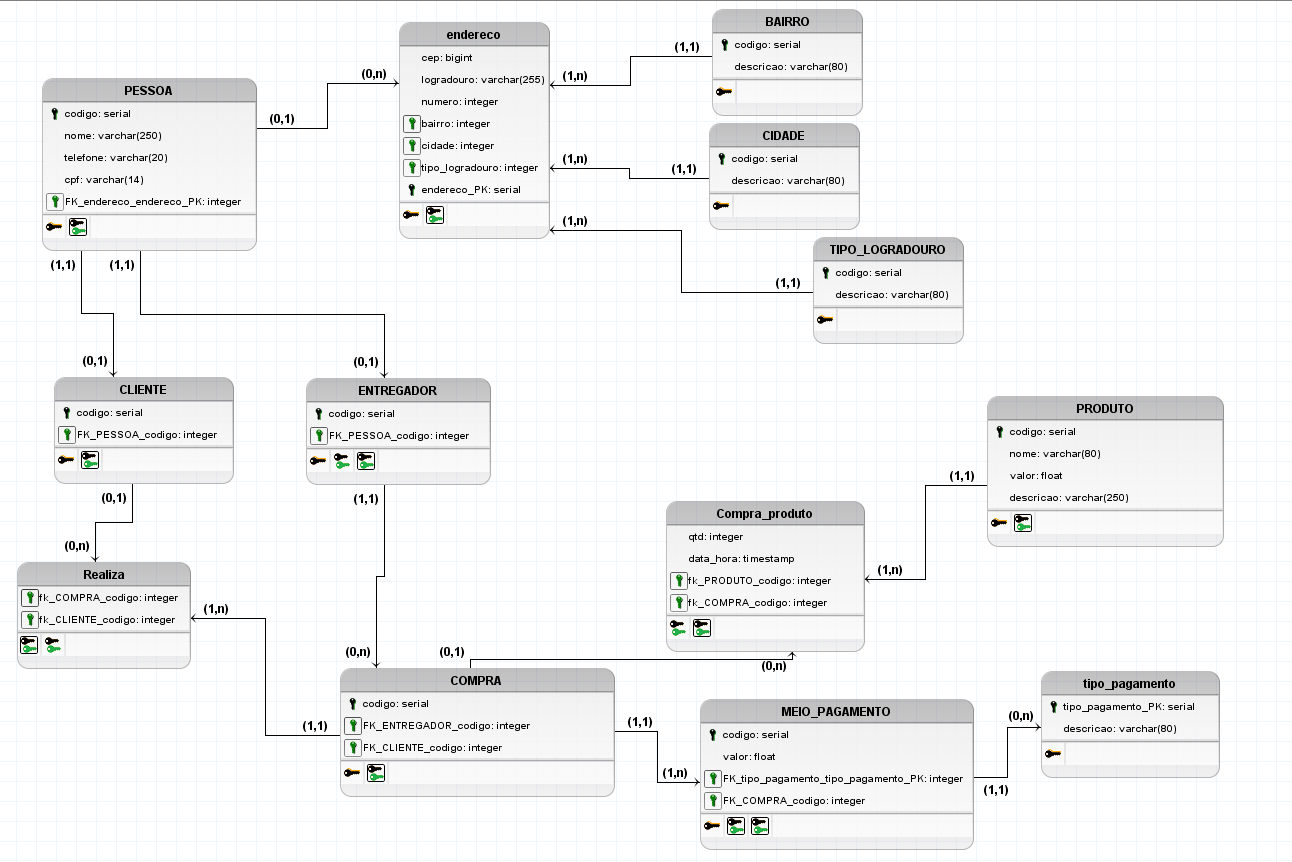 PESSOA
codigo: serial
nome: varchar(250)
telefone: varchar(20)
cpf: varchar(14)
FK_endereco_endereco_PK: integer
(0,1)
(0,n)
endereco
cep: bigint
logradouro: varchar(255)
numero: integer
bairro: integer
cidade: integer
tipo_logradouro: integer
endereco_PK: serial
(1,n)
(1,1)
BAIRRO
codigo: serial
descricao: varchar(80)
(1,n)
(1,1)
CIDADE
codigo: serial
descricao: varchar(80)
(1,n)
(1,1)
TIPO_LOGRADOURO
codigo: serial
descricao: varchar(80)
(1,1)
(1,1)
(0,1)
(0,1)
CLIENTE
codigo: serial
FK_PESSOA_codigo: integer
ENTREGADOR
codigo: serial
FK_PESSOA_codigo: integer
(0,1)
(0,n)
(1,1)
(0,n)
Realiza
fk_COMPRA_codigo: integer
fk_CLIENTE_codigo: integer
(1,n)
(1,1)
PRODUTO
codigo: serial
nome: varchar(80)
valor: float
descricao: varchar(250)
(1,1)
(1,n)
Compra_produto
qtd: integer
data_hora: timestamp
fk_PRODUTO_codigo: integer
fk_COMPRA_codigo: integer
(0,1)
(0,n)
COMPRA
codigo: serial
FK_ENTREGADOR_codigo: integer
FK_CLIENTE_codigo: integer
(1,1)
(1,n)
MEIO_PAGAMENTO
codigo: serial
valor: float
FK_tipo_pagamento_tipo_pagamento_PK: integer
FK_COMPRA_codigo: integer
(0,n)
(1,1)
tipo_pagamento
tipo_pagamento_PK: serial
descricao: varchar(80)